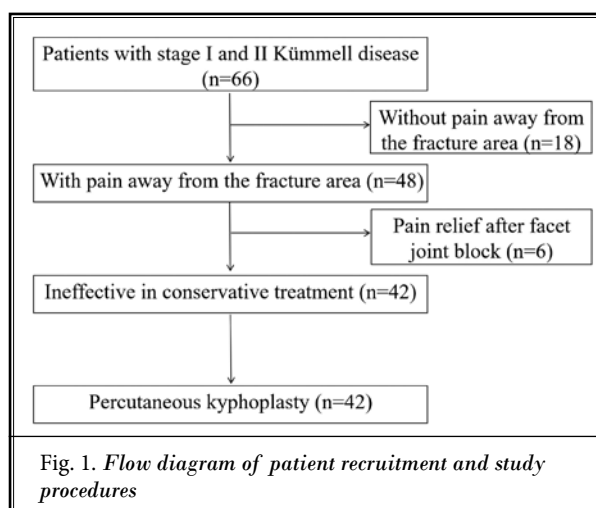 Patients with stage I and II Kümmell disease
(n=66)
Without pain away from
the fracture area (n=18)
With pain away from the fracture area (n=48)
Pain relief after facet
joint block (n=6)
Ineffective in conservative treatment (n=42)
Percutaneous kyphoplasty (n=42)
Fig. 1. Flow diagram of patient recruitment and study
procedures